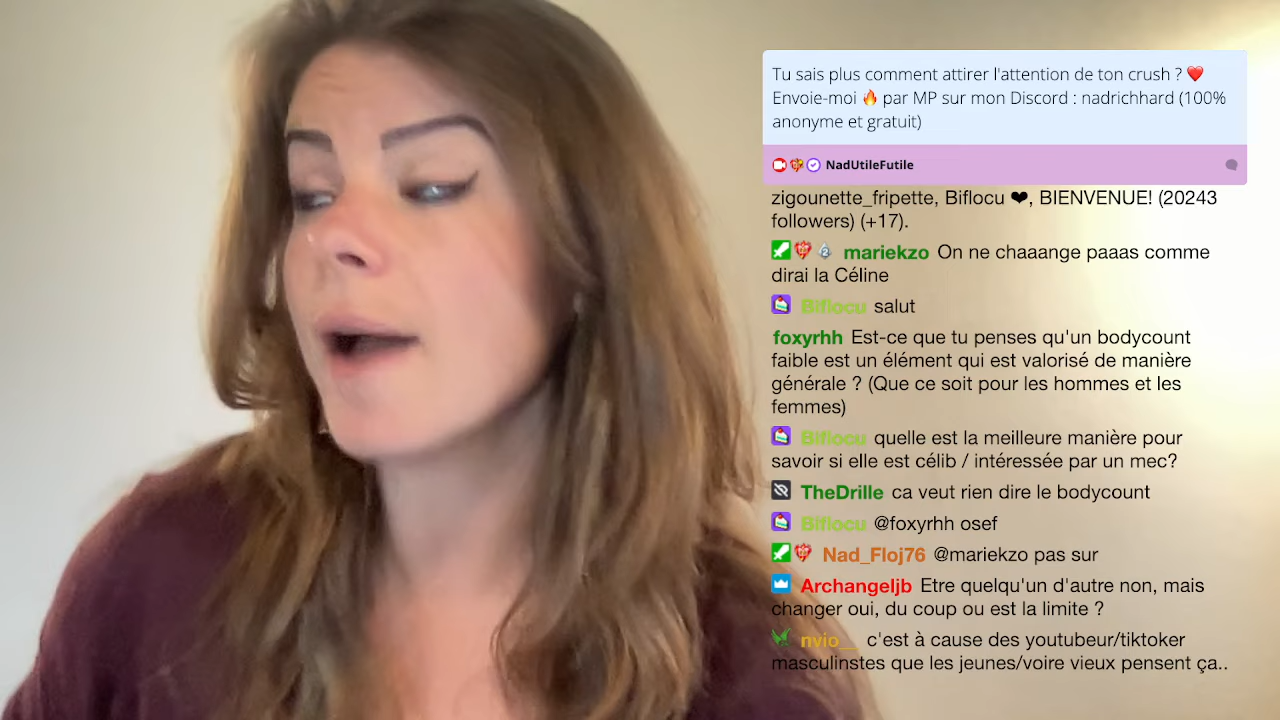 Tu sais plus comment attirer l'attention de ton crush ? ❤️
Envoie-moi 🔥 par MP sur mon Discord : nadrichhard (100%
anonyme et gratuit)
NadUtileFutile
zigounette_fripette, Biflocu ❤, BIENVENUE! (20243
followers) (+17).
mariekzo On ne chaaange paaas comme
dirai la Céline
Biflocu salut
foxyrhh Est-ce que tu penses qu'un bodycount
faible est un élément qui est valorisé de manière
générale ? (Que ce soit pour les hommes et les
femmes)
Biflocu quelle est la meilleure manière pour
savoir si elle est célib / intéressée par un mec?
TheDrille ca veut rien dire le bodycount
Biflocu @foxyrhh osef
Nad_Floj76 @mariekzo pas sur
Archangeljb Etre quelqu'un d'autre non, mais
changer oui, du coup ou est la limite ?
nvio__ c'est à cause des youtubeur/tiktoker
masculinstes que les jeunes/voire vieux pensent ça..